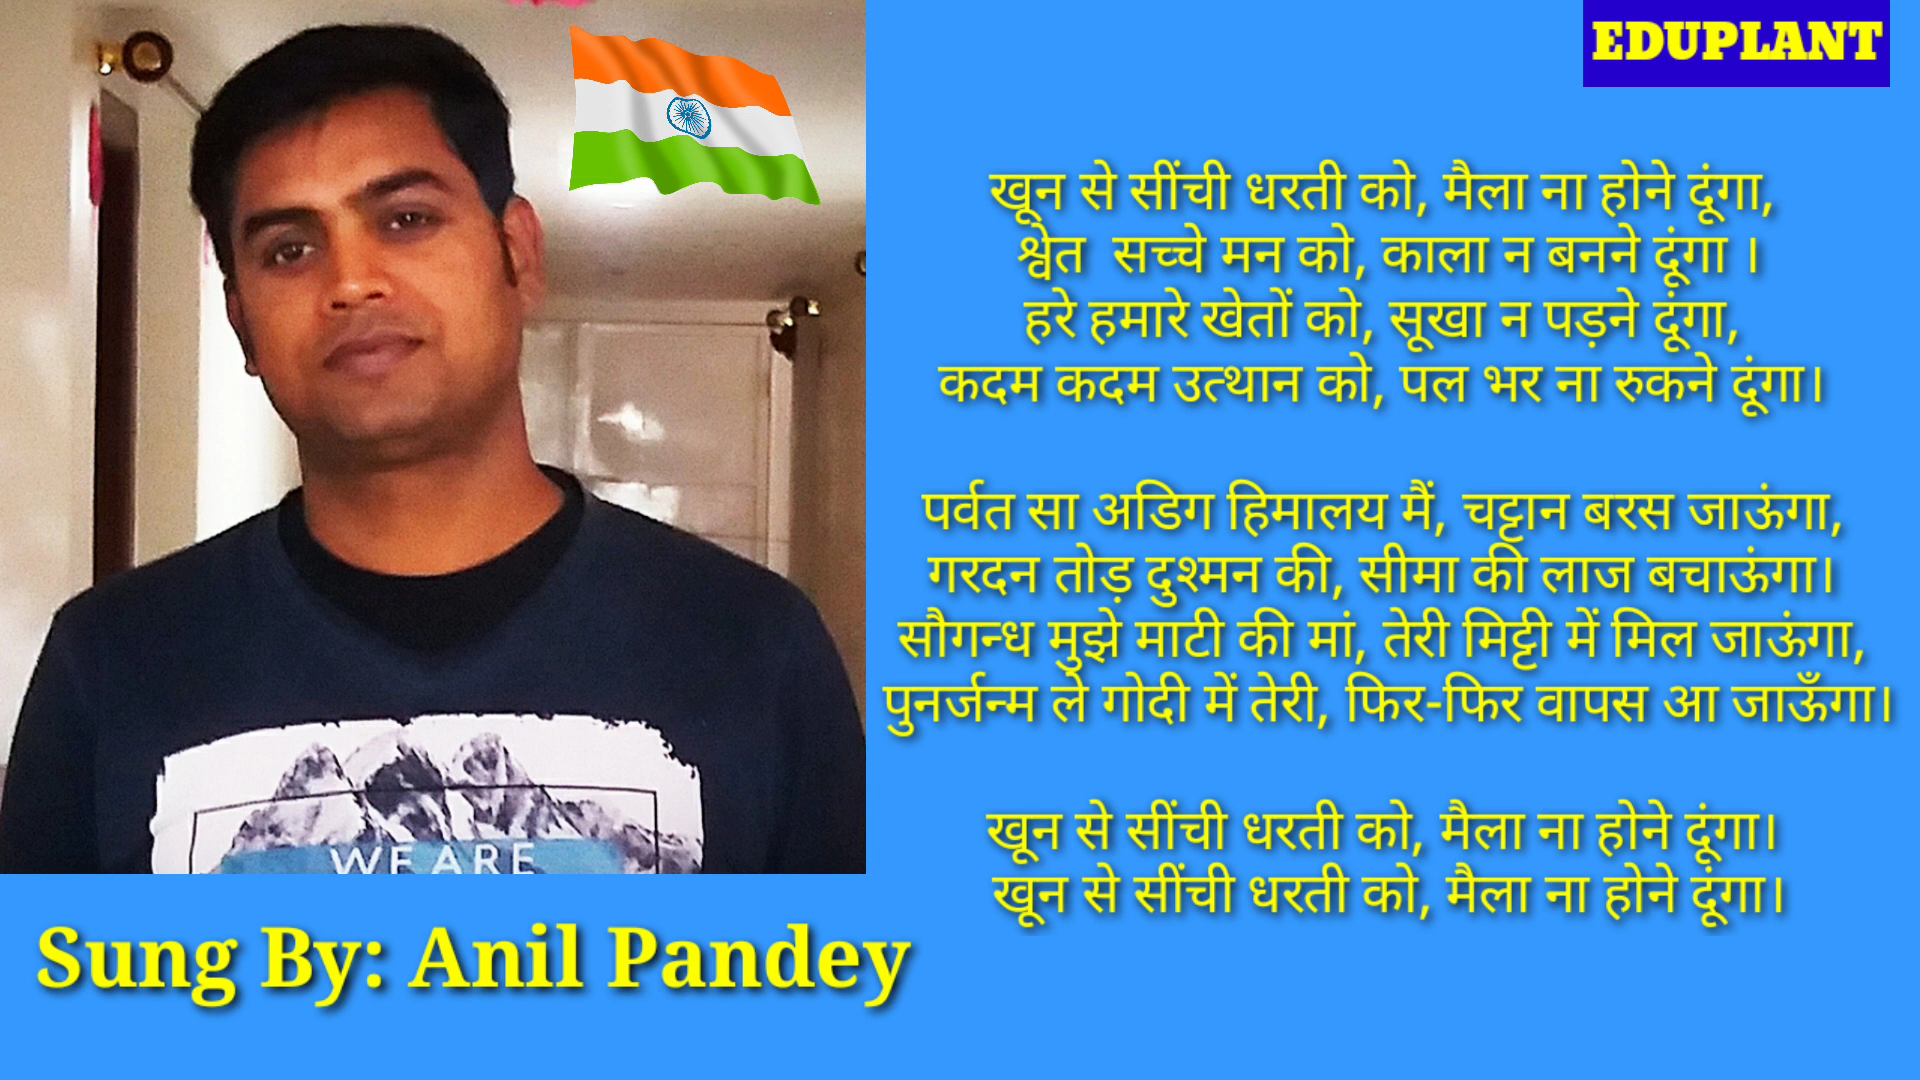 EDUPLANT
खून से सींची धरती को, मैला ना होने दूंगा,
श्वेत  सच्चे मन को, काला न बनने दूंगा ।
हरे हमारे खेतों को, सूखा न पड़ने दूंगा,
कदम कदम उत्थान को, पल भर ना रुकने दूंगा।
पर्वत सा अडिग हिमालय मैं, चट्टान बरस जाऊंगा,
गरदन तोड़ दुश्मन की, सीमा की लाज बचाऊंगा।
सौगन्ध मुझे माटी की मां, तेरी मिट्टी में मिल जाऊंगा,
पुनर्जन्म ले गोदी में तेरी, फिर-फिर वापस आ जाऊँगा।
खून से सींची धरती को, मैला ना होने दूंगा।
खून से सींची धरती को, मैला ना होने दूंगा।
WE ARE
Sung By: Anil Pandey